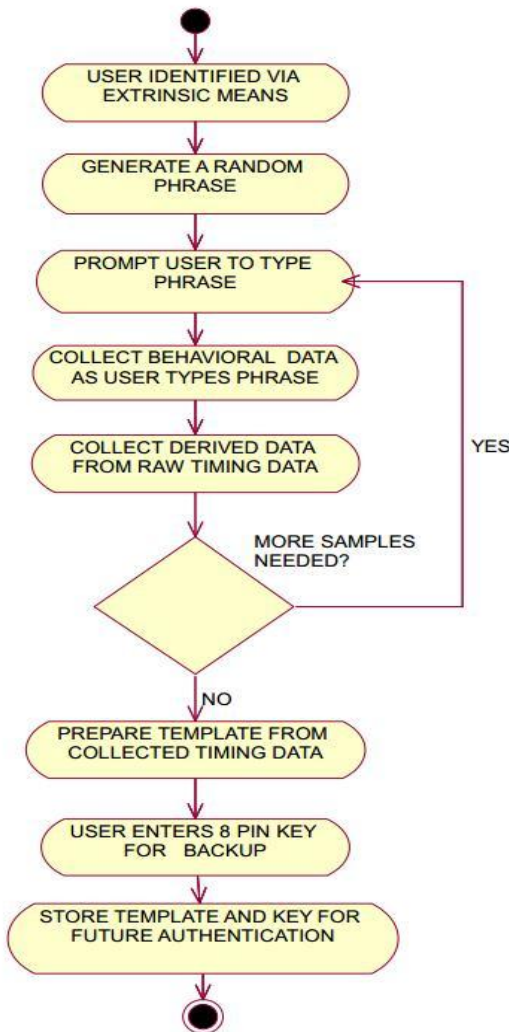 USER IDENTIFIED VIA
EXTRINSIC MEANS
GENERATE A RANDOM
PHRASE
PROMPT USER TO TYPE
PHRASE
COLLECT BEHAVIORAL DATA
AS USER TYPES PHRASE
COLLECT DERIVED DATA
FROM RAW TIMING DATA
YES
MORE SAMPLES
NEEDED?
NO
PREPARE TEMPLATE FROM
COLLECTED TIMING DATA
USER ENTERS 8 PIN KEY
FOR BACKUP
STORE TEMPLATE AND KEY FOR
FUTURE AUTHENTICATION